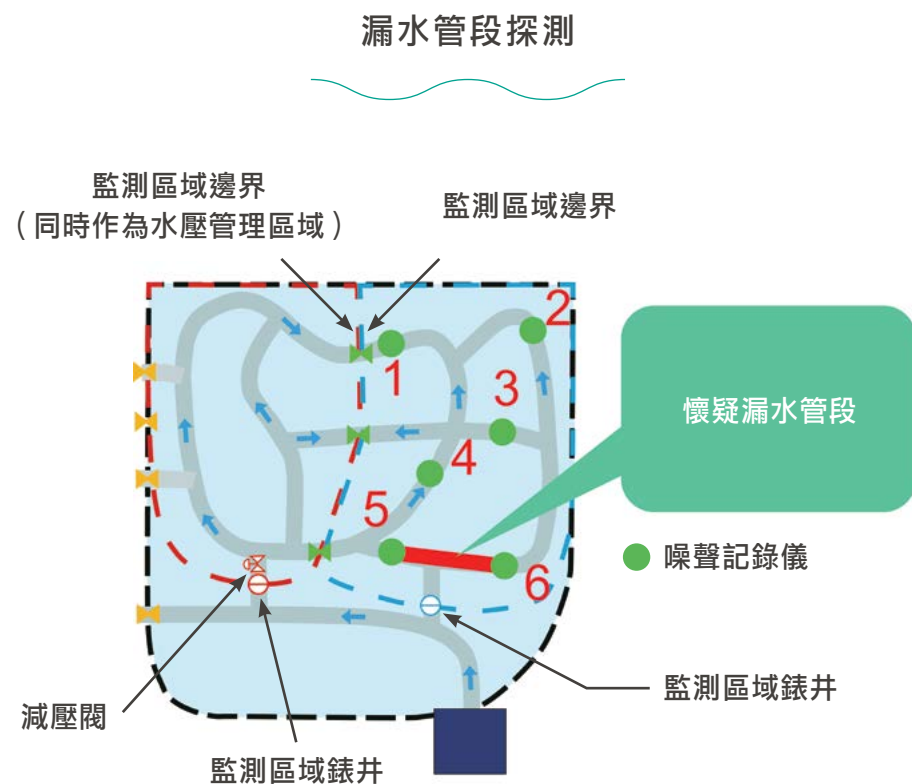 漏水管段探測
監測區域邊界
(同時作為水壓管理區域)
監測區域邊界
1
2
3
4
5
6
懷疑漏水管段
噪聲記錄儀
監測區域錶井
減壓閥
監測區域錶井